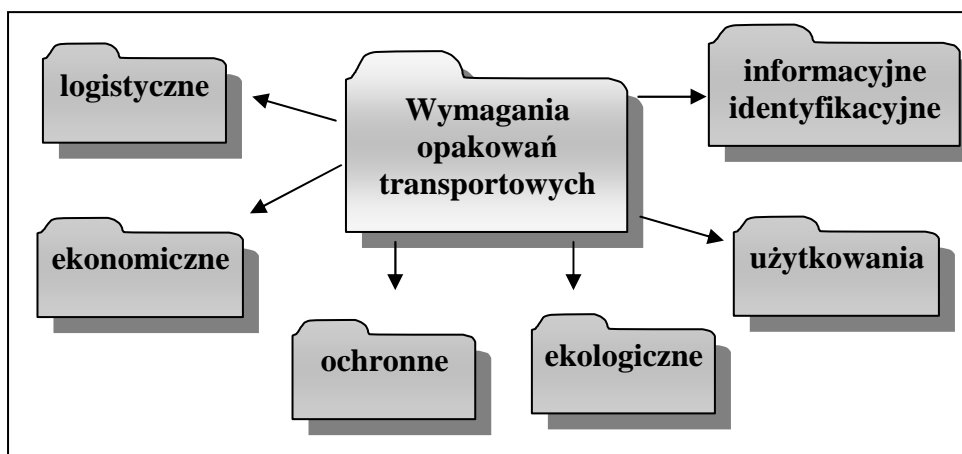 logistyczne
Wymagania
opakowań
transportowych
informacyjne
identyfikacyjne
ekonomiczne
użytkowania
ochronne
ekologiczne